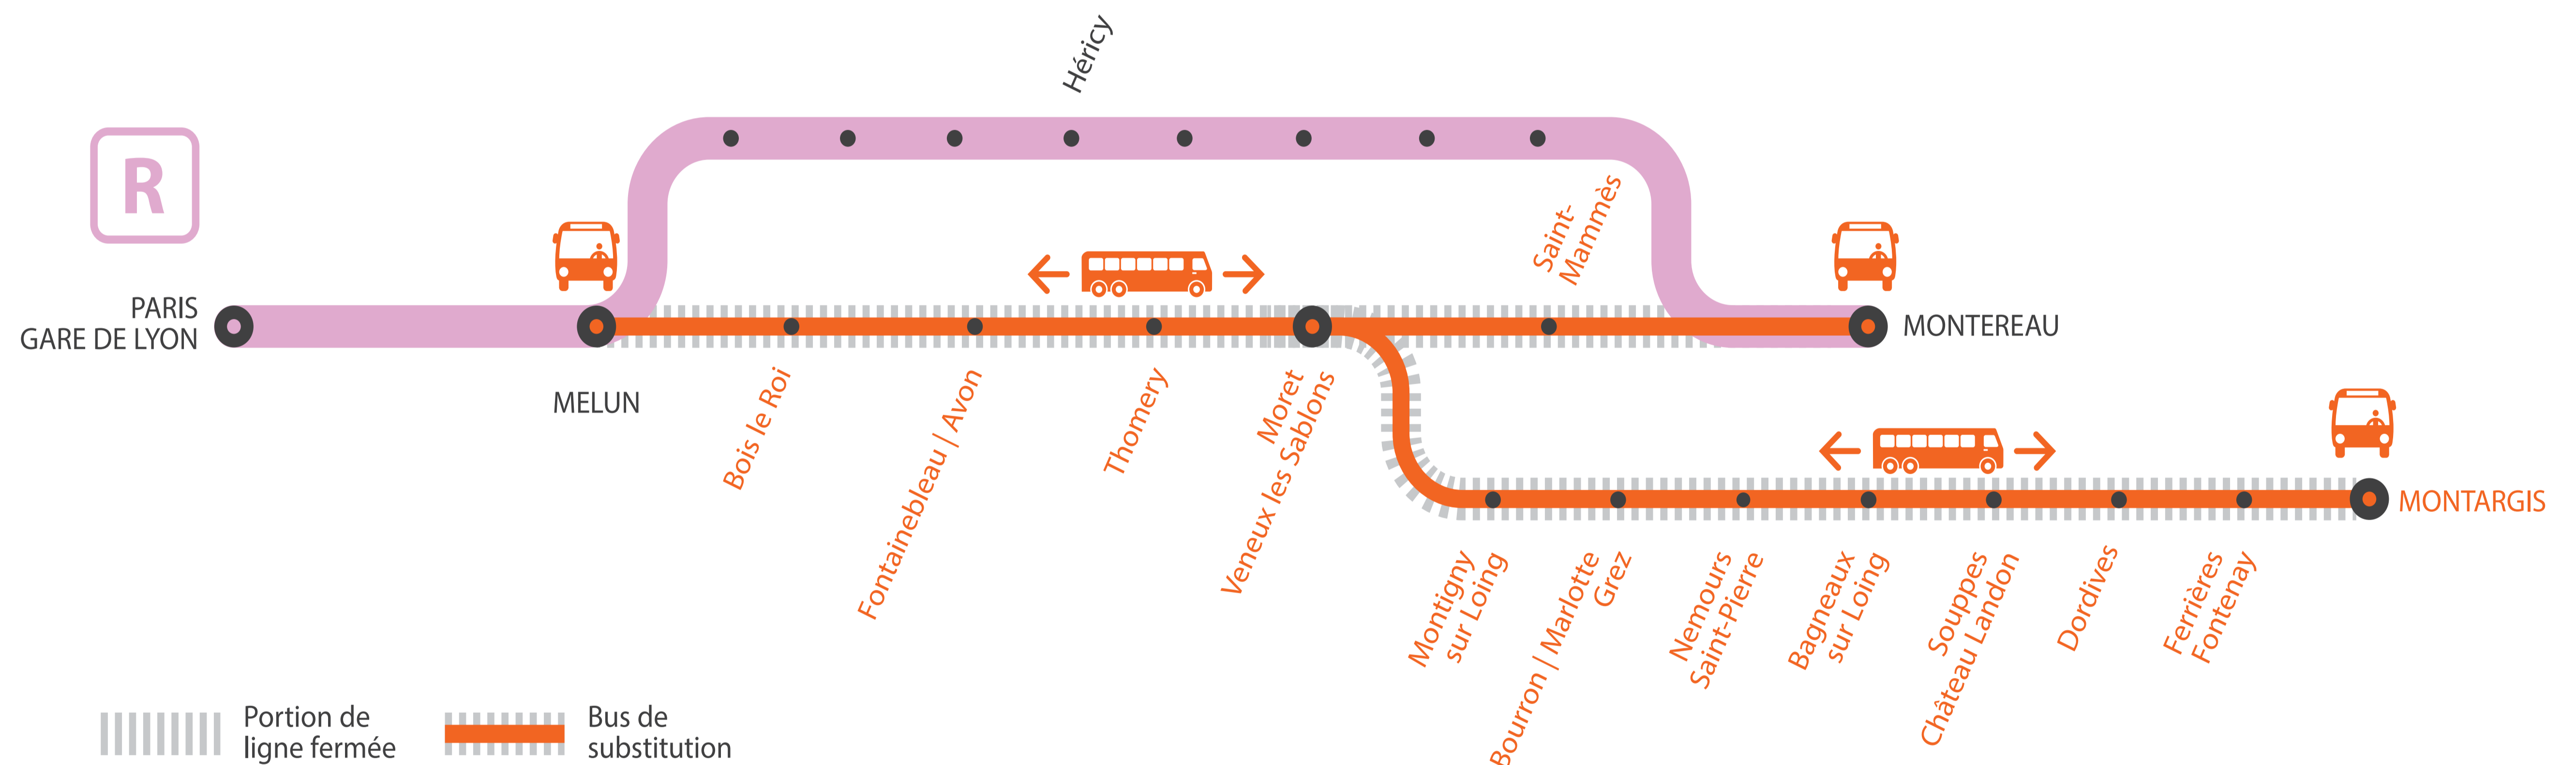 Héricy
R
Saint-
Mammès
PARIS
GARE DE LYON
MONTEREAU
MELUN
Bois le Roi
Fontainebleau | Avon
Thomery
Moret
Veneux les Sablons
MONTARGIS
Montigny
sur Loing
Bourron | Marlotte
Grez
Nemours
Saint-Pierre
Bagneaux
sur Loing
Souppes
Château Landon
Dordives
Ferrières
Fontenay
Portion de
ligne fermée
Bus de
substitution